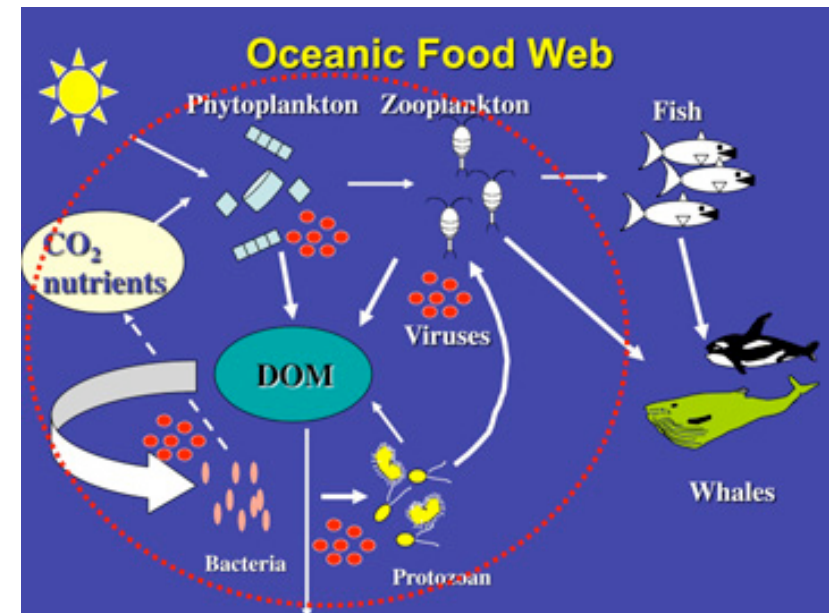 Oceanic Food Web
Phytoplankton
Zooplankton
Fish
CO₂
nutrients
Viruses
DOM
Whales
Bacteria
Protozoan